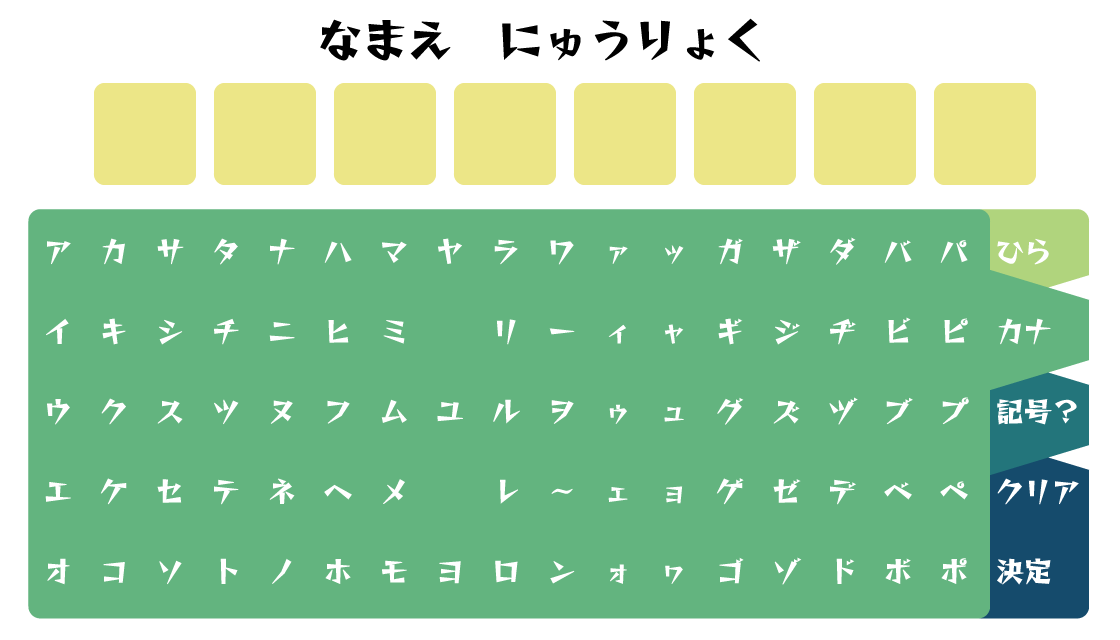 なまえ　にゅうりょく
ア カ サ タ ナ ハ マ ヤ ラ ワ ァ ッ ガ ザ ダ バ パ ひら
イ キ シ チ ニ ヒ ミ リ ー ィ ャ ギ ジ ヂ ビ ピ カナ
ウ ク ス ツ ヌ フ ム ユ ル ヲ ゥ ュ グ ズ ヅ ブ プ 記号？
エ ケ セ テ ネ ヘ メ レ ～ ェ ョ グ ゼ デ ベ ペ クリア
オ コ ソ ト ノ ホ モ ヨ ロ ン ォ ヮ ゴ ゾ ド ボ ポ 決定